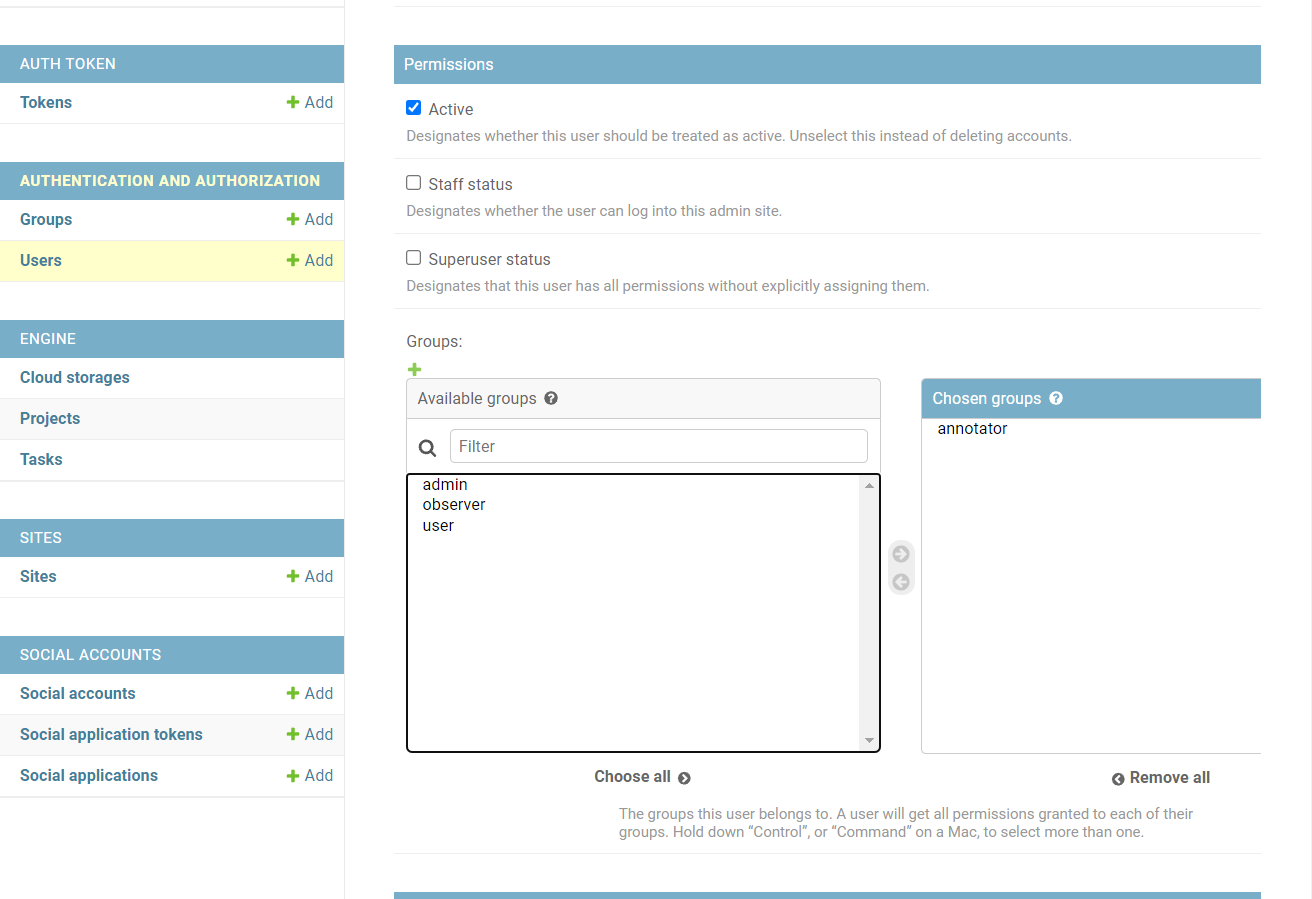 AUTH TOKEN
Tokens
Add
AUTHENTICATION AND AUTHORIZATION
Groups
Add
Users
Add
ENGINE
Cloud storages
Projects
Tasks
SITES
Sites
Add
SOCIAL ACCOUNTS
Social accounts
Add
Social application tokens
Add
Social applications
Add
Permissions
Active
Designates whether this user should be treated as active. Unselect this instead of deleting accounts.
Staff status
Designates whether the user can log into this admin site.
Superuser status
Designates that this user has all permissions without explicitly assigning them.
Groups:
Available groups
Filter
admin
observer
user
Choose all
Chosen groups
annotator
Remove all
The groups this user belongs to. A user will get all permissions granted to each of their
groups. Hold down “Control”, or “Command” on a Mac, to select more than one.